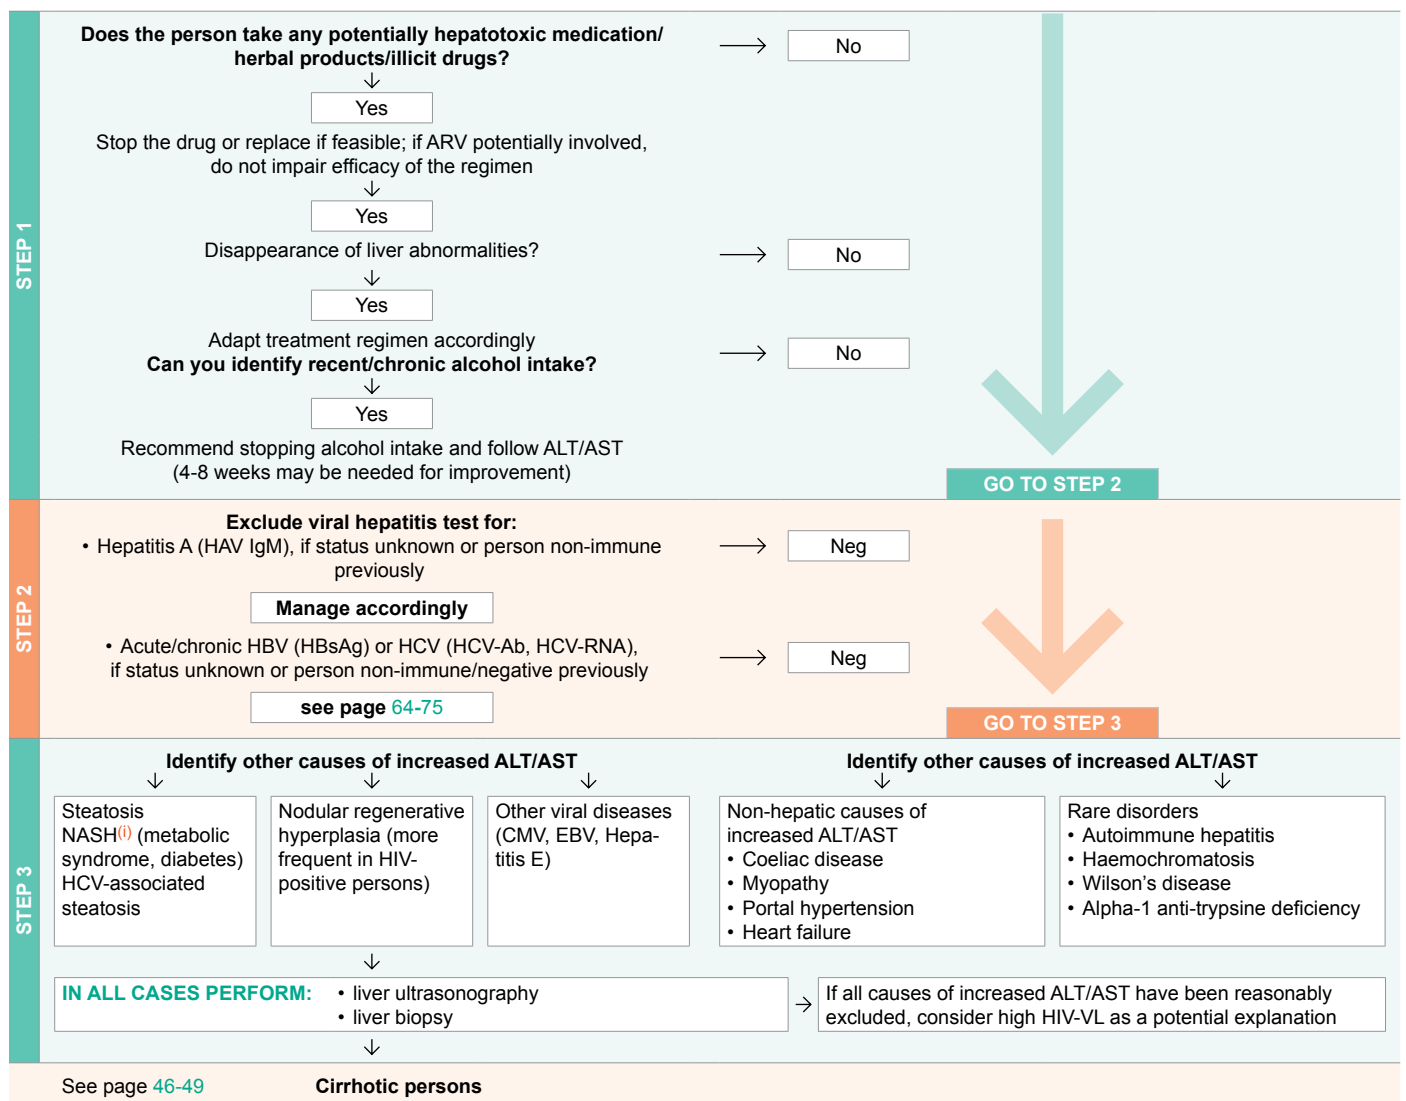 STEP 1
Does the person take any potentially hepatotoxic medication/
herbal products/illicit drugs?
No
Yes
Stop the drug or replace if feasible; if ARV potentially involved,
do not impair efficacy of the regimen
Yes
Disappearance of liver abnormalities?
No
Yes
Adapt treatment regimen accordingly
Can you identify recent/chronic alcohol intake?
No
Yes
Recommend stopping alcohol intake and follow ALT/AST
(4-8 weeks may be needed for improvement)
GO TO STEP 2
STEP 2
Exclude viral hepatitis test for:
• Hepatitis A (HAV IgM), if status unknown or person non-immune
previously
Neg
Manage accordingly
• Acute/chronic HBV (HBsAg) or HCV (HCV-Ab, HCV-RNA),
if status unknown or person non-immune/negative previously
Neg
see page 64-75
GO TO STEP 3
STEP 3
Identify other causes of increased ALT/AST
Steatosis
NASH(i) (metabolic
syndrome, diabetes)
HCV-associated
steatosis
Nodular regenerative
hyperplasia (more
frequent in HIV-
positive persons)
Other viral diseases
(CMV, EBV, Hepa-
titis E)
Identify other causes of increased ALT/AST
Non-hepatic causes of
increased ALT/AST
• Coeliac disease
• Myopathy
• Portal hypertension
• Heart failure
Rare disorders
• Autoimmune hepatitis
• Haemochromatosis
• Wilson's disease
• Alpha-1 anti-trypsine deficiency
IN ALL CASES PERFORM: • liver ultrasonography
• liver biopsy
If all causes of increased ALT/AST have been reasonably
excluded, consider high HIV-VL as a potential explanation
See page 46-49 Cirrhotic persons